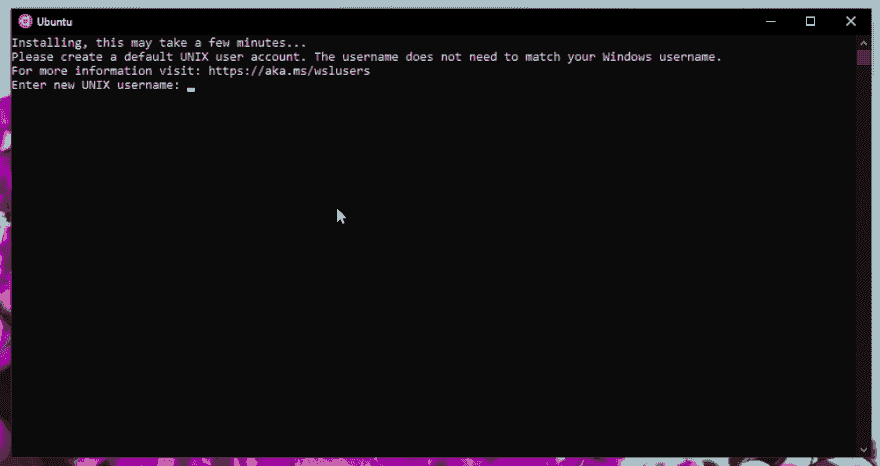 Ubuntu
Installing, this may take a few minutes...
Please create a default UNIX user account. The username does not need to match your Windows username.
For more information visit: https://aka.ms/wslusers
Enter new UNIX username: